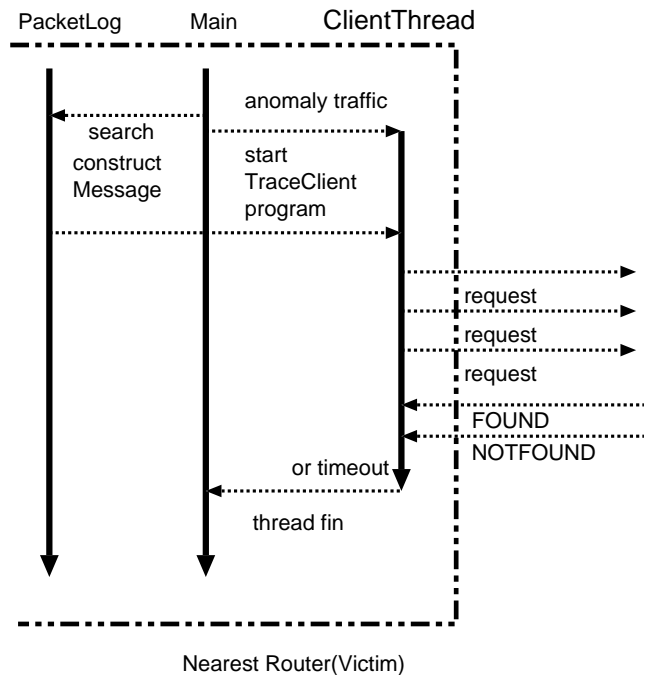 PacketLog
Main
ClientThread
anomaly traffic
search
construct
Message
start
TraceClient
program
request
request
request
FOUND
NOTFOUND
or timeout
thread fin
Nearest Router(Victim)